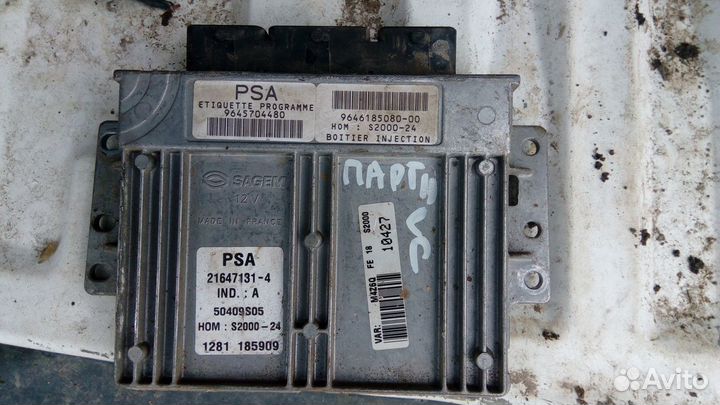 PSA
ETIQUETTE PROGRAMME
9645704480
9646185080-00
HOM : S2000-24
BOITIER INJECTION
SAGEM
12 V
MADE IN FRANCE
ПАРТН
VC
PSA
21647131-4
IND. : A
50409S05
HOM : S2000-24
1281 185909
VAR: M426O FE 18 S2000
10427
Avito